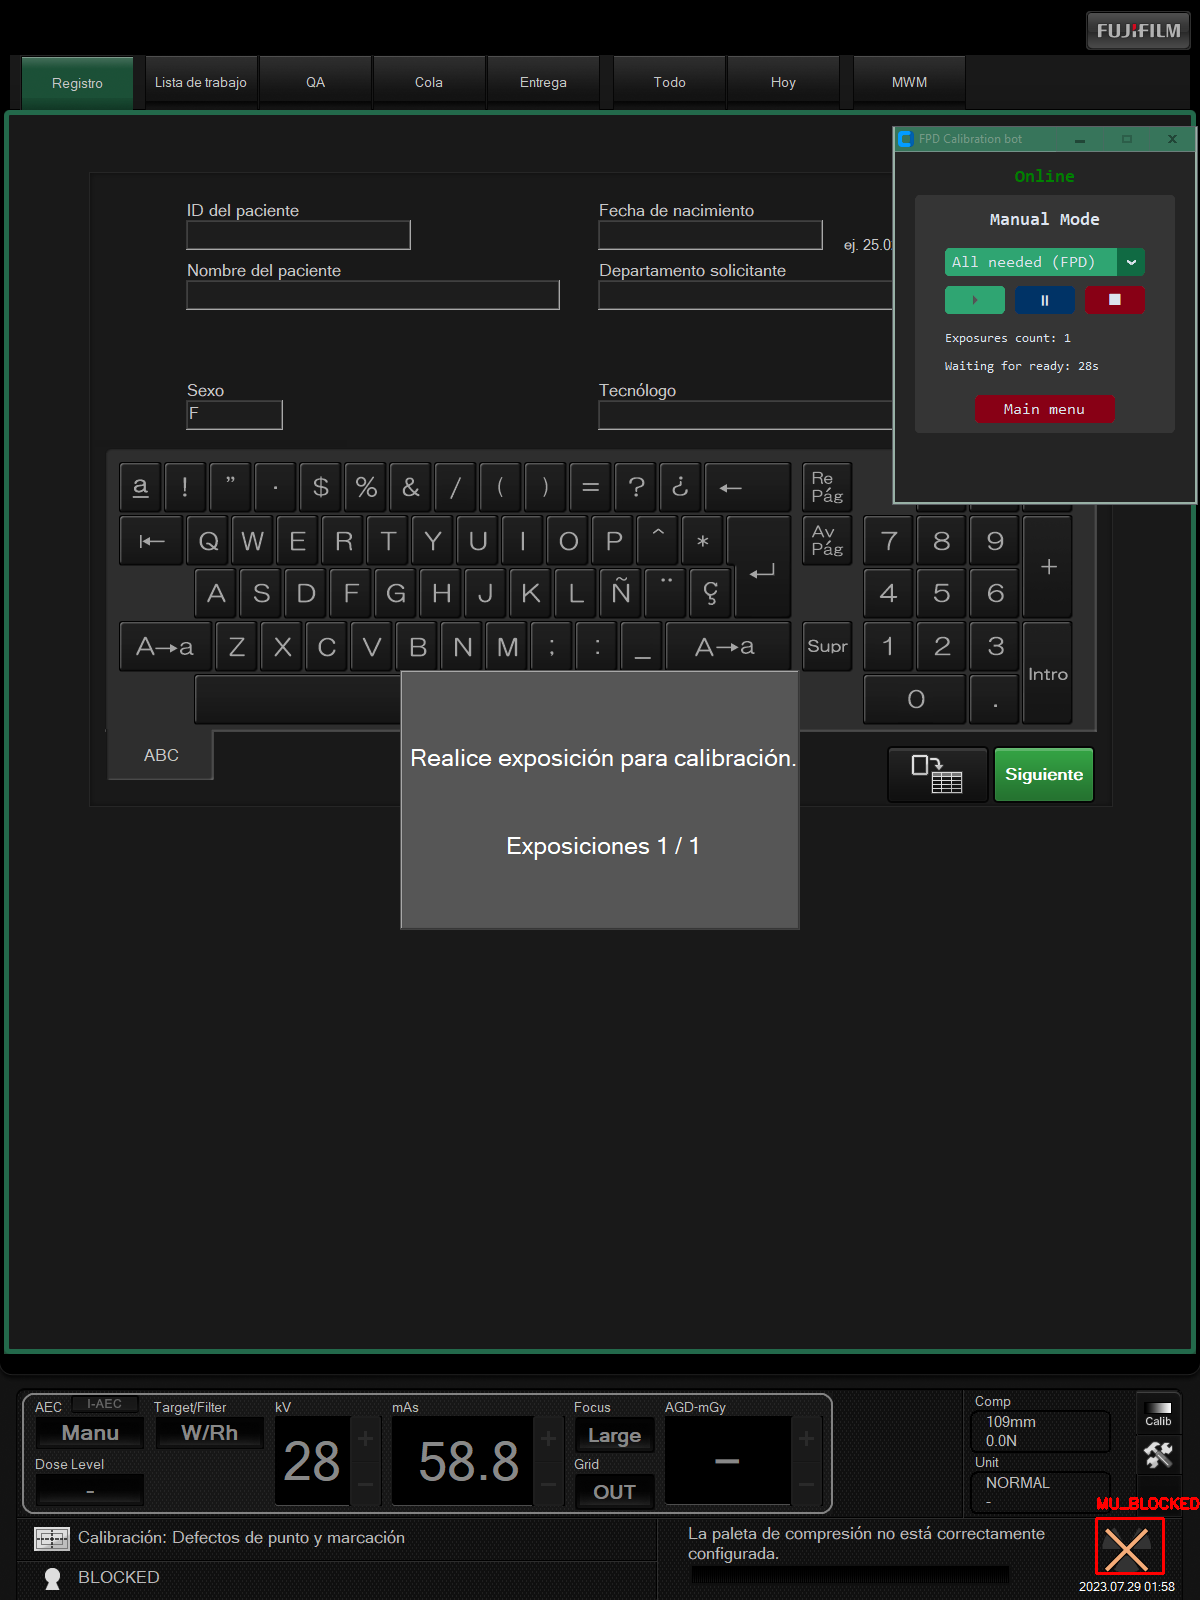 FUJIFILM
Registro
Lista de trabajo
QA
Cola
Entrega
Todo
Hoy
MWM
FPD Calibration bot
Online
Manual Mode
All needed (FPD)
Exposures count: 1
Waiting for ready: 28s
Main menu
ID del paciente
Fecha de nacimiento
ej. 25.0
Nombre del paciente
Departamento solicitante
Sexo
F
Tecnólogo
a ! " · $ % & / ( ) = ? ¿ ← Re Pág
Q W E R T Y U I O P ^ * Av Pág 7 8 9 +
A S D F G H J K L Ñ ¨ Ç 4 5 6
A→a Z X C V B N M ; : _ A→a Supr 1 2 3 Intro
0 .
ABC
Siguiente
Realice exposición para calibración.
Exposiciones 1 / 1
AEC I-AEC Target/Filter kV mAs Focus AGD-mGy
Manu W/Rh 28 + 58.8 + Large − +
Dose Level Grid
- − − OUT −
Comp
109mm
0.0N
Unit
NORMAL
-
Calib
MU_BLOCKED
Calibración: Defectos de punto y marcación
BLOCKED
La paleta de compresión no está correctamente
configurada.
2023.07.29 01:58